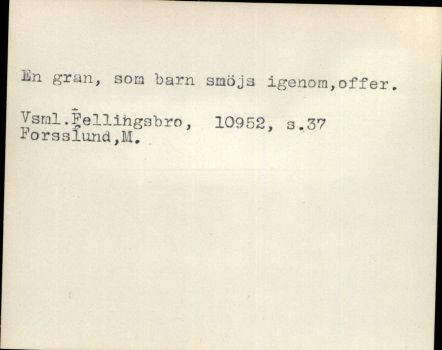 En gran, som barn smöjs igenom,offer.
Vsml.Fellingsbro, 10952, s.37
Forsslund,M.